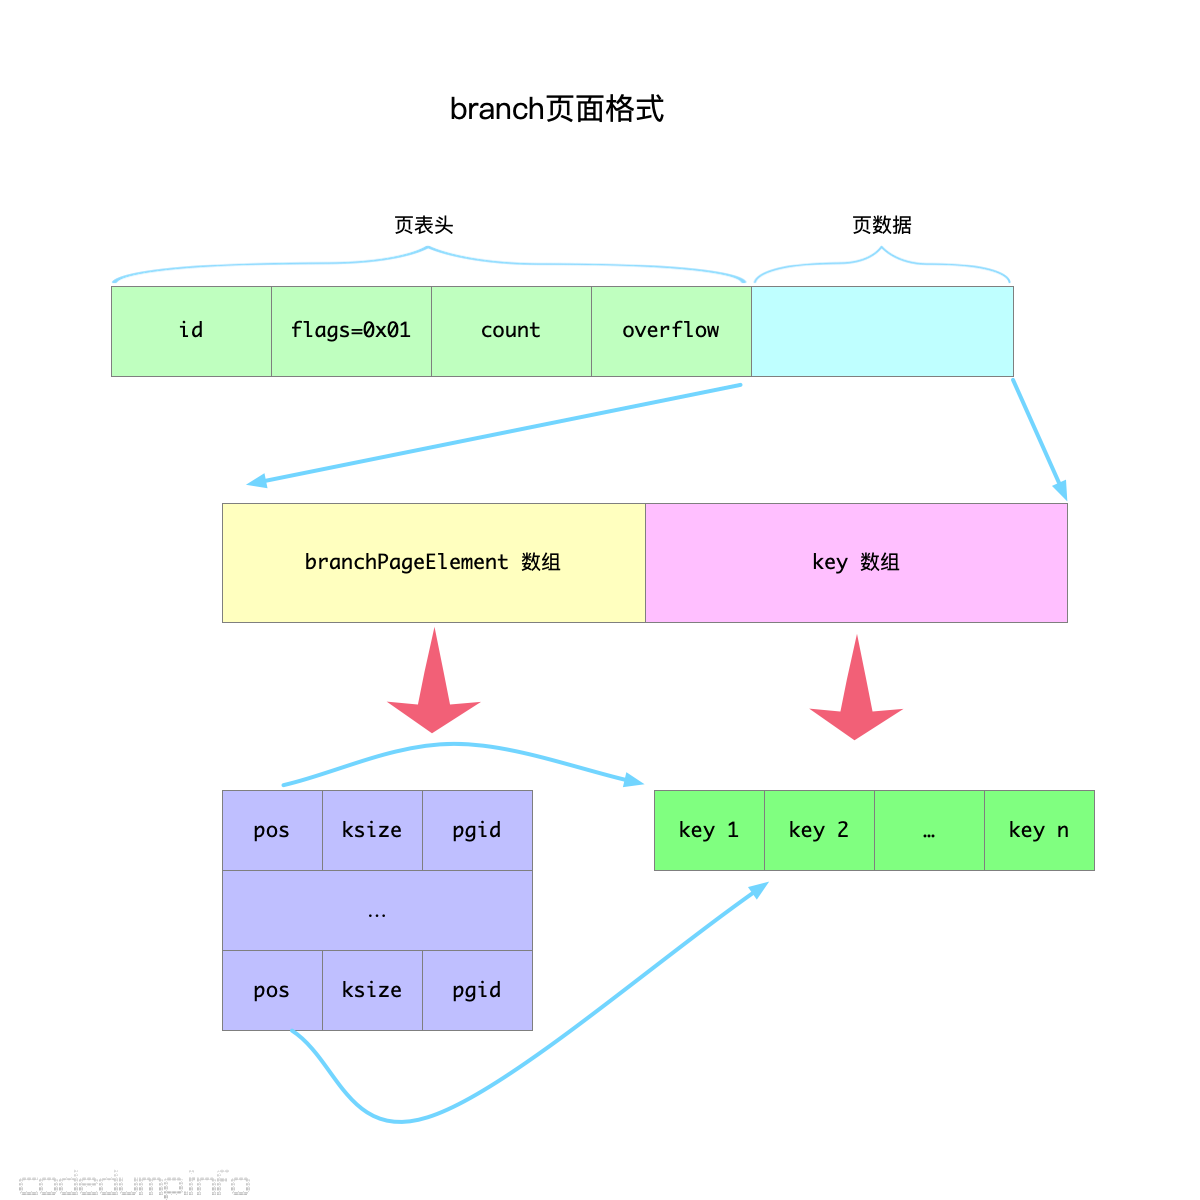 branch页面格式
页表头
页数据
id
flags=0x01
count
overflow
branchPageElement 数组
key 数组
pos
ksize
pgid
key 1
key 2
…
key n
...
pos
ksize
pgid
codedump.info